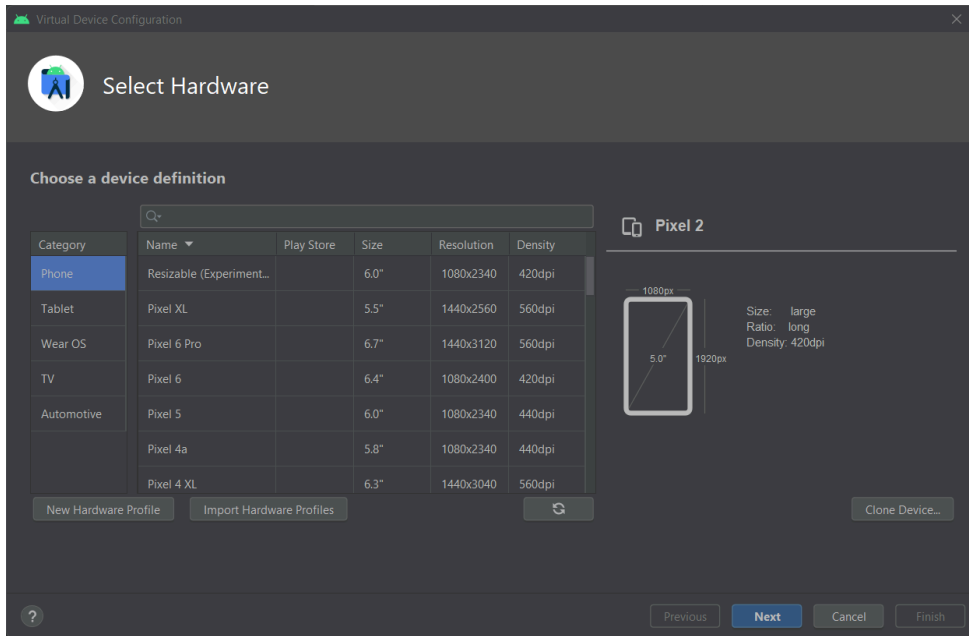 Virtual Device Configuration
Select Hardware
Choose a device definition
Category
Phone
Tablet
Wear OS
TV
Automotive
Name Play Store Size Resolution Density
Resizable (Experiment... 6.0" 1080x2340 420dpi
Pixel XL 5.5" 1440x2560 560dpi
Pixel 6 Pro 6.7" 1440x3120 560dpi
Pixel 6 6.4" 1080x2400 420dpi
Pixel 5 6.0" 1080x2340 440dpi
Pixel 4a 5.8" 1080x2340 440dpi
Pixel 4 XL 6.3" 1440x3040 560dpi
New Hardware Profile Import Hardware Profiles
Pixel 2
1080px
5.0"
1920px
Size: large
Ratio: long
Density: 420dpi
Clone Device...
? Previous Next Cancel Finish